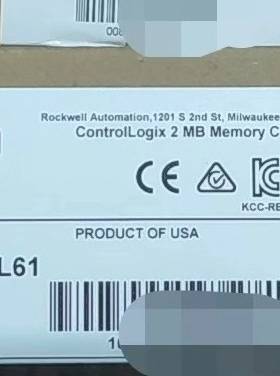 Rockwell Automation,1201 S 2nd St, Milwaukee
ControlLogix 2 MB Memory C
CE
KCC-RE
PRODUCT OF USA
L61